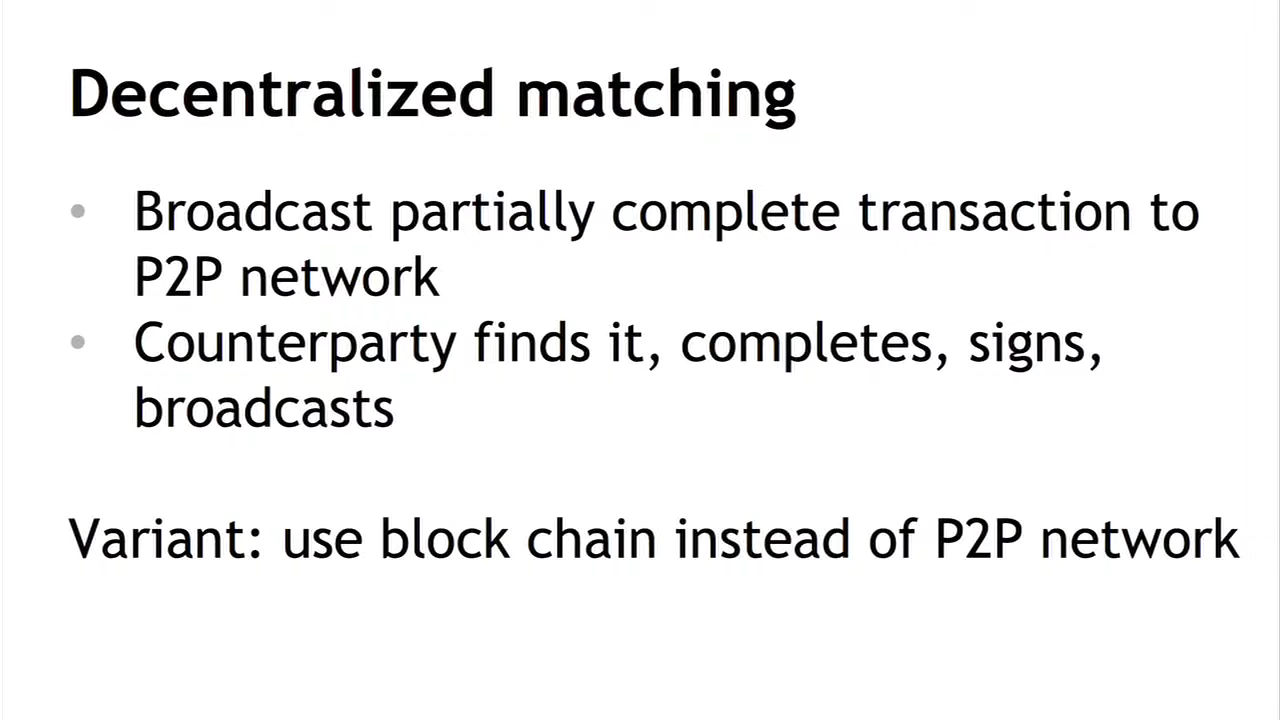 Decentralized matching
• Broadcast partially complete transaction to
P2P network
• Counterparty finds it, completes, signs,
broadcasts
Variant: use block chain instead of P2P network